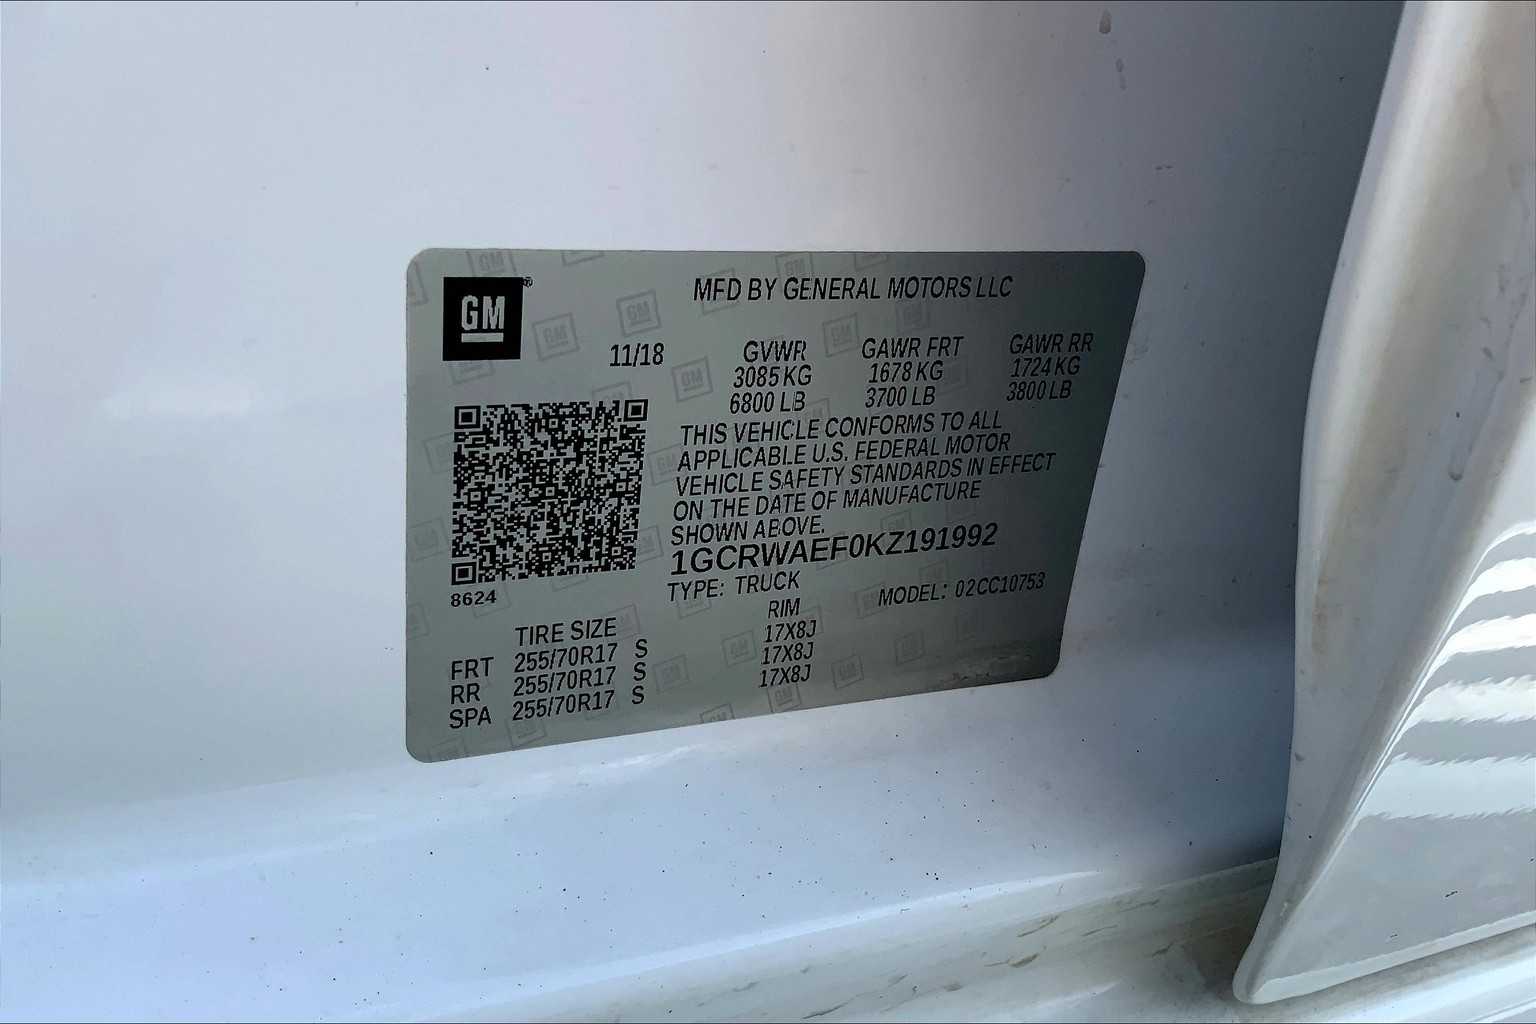 GM
MFD BY GENERAL MOTORS LLC
11/18
GVWR GAWR FRT GAWR RR
3085 KG 1678 KG 1724 KG
6800 LB 3700 LB 3800 LB
THIS VEHICLE CONFORMS TO ALL
APPLICABLE U.S. FEDERAL MOTOR
VEHICLE SAFETY STANDARDS IN EFFECT
ON THE DATE OF MANUFACTURE
SHOWN ABOVE.
1GCRWAEF0KZ191992
TYPE: TRUCK MODEL: 02CC10753
8624
TIRE SIZE RIM
FRT 255/70R17 S 17X8J
RR 255/70R17 S 17X8J
SPA 255/70R17 S 17X8J